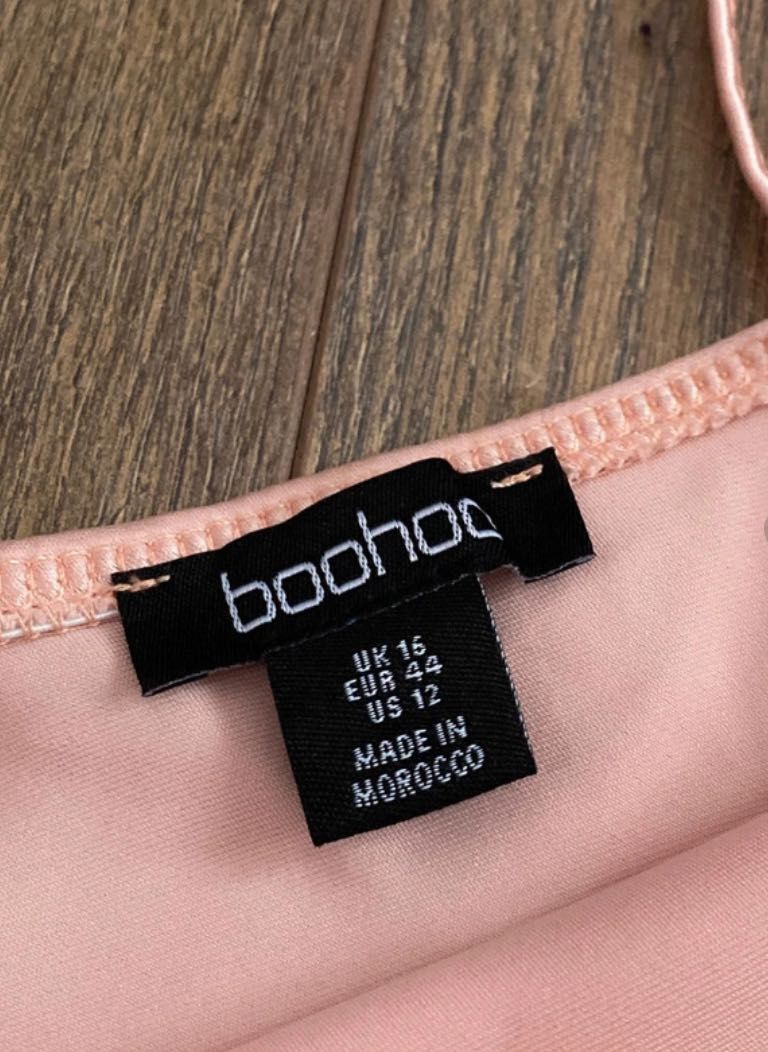 boohoo
UK 16
EUR 44
US 12
MADE IN
MOROCCO